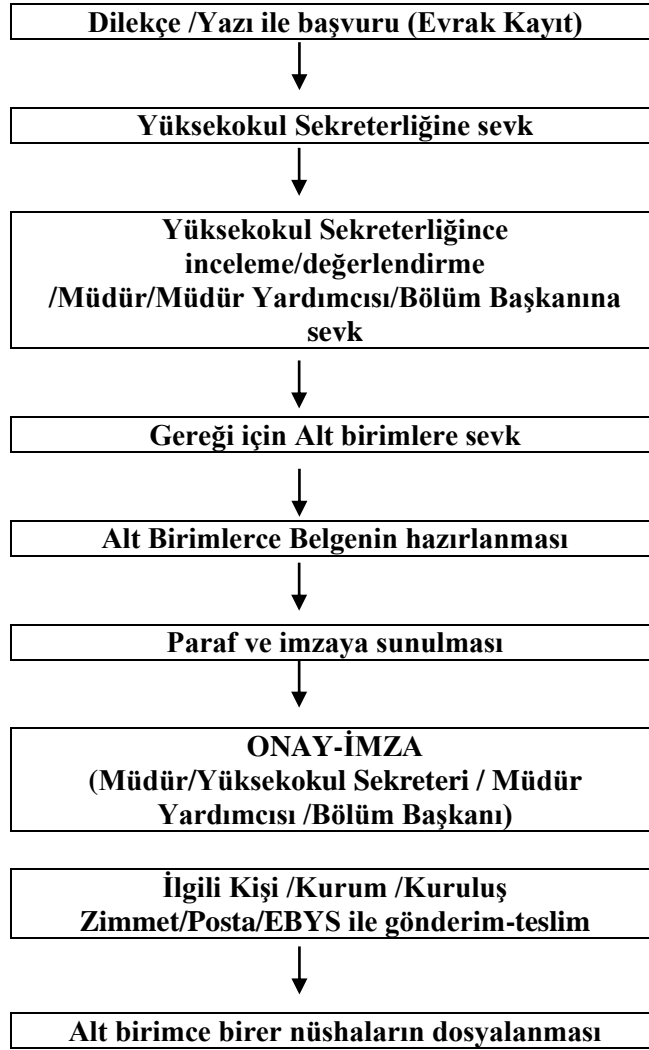 Dilekçe /Yazı ile başvuru (Evrak Kayıt)
Yüksekokul Sekreterliğine sevk
Yüksekokul Sekreterliğince
inceleme/değerlendirme
/Müdür/Müdür Yardımcısı/Bölüm Başkanına
sevk
Gereği için Alt birimlere sevk
Alt Birimlerce Belgenin hazırlanması
Paraf ve imzaya sunulması
ONAY-İMZA
(Müdür/Yüksekokul Sekreteri / Müdür
Yardımcısı /Bölüm Başkanı)
İlgili Kişi /Kurum /Kuruluş
Zimmet/Posta/EBYS ile gönderim-teslim
Alt birimce birer nüshaların dosyalanması